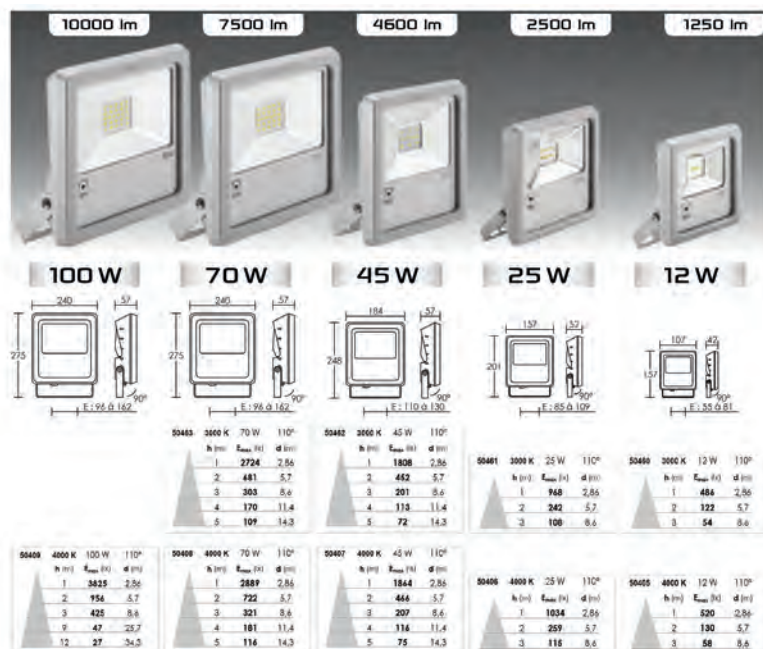 10000 lm
7500 lm
4600 lm
2500 lm
1250 lm
100 W
70 W
45 W
25 W
12 W
240
57
275
90°
E : 96 à 162
240
57
275
90°
E : 96 à 162
184
57
248
90°
E : 110 à 130
157
52
201
90°
E : 85 à 109
107
42
157
90°
E : 55 à 81
50463 3000 K 70 W 110°
h (m) Emax (lx) d (m)
1 2724 2,86
2 681 5,7
3 303 8,6
4 170 11,4
5 109 14,3
50462 3000 K 45 W 110°
h (m) Emax (lx) d (m)
1 1808 2,86
2 452 5,7
3 201 8,6
4 113 11,4
5 72 14,3
50461 3000 K 25 W 110°
h (m) Emax (lx) d (m)
1 968 2,86
2 242 5,7
3 108 8,6
50460 3000 K 12 W 110°
h (m) Emax (lx) d (m)
1 486 2,86
2 122 5,7
3 54 8,6
50409 4000 K 100 W 110°
h (m) Emax (lx) d (m)
1 3825 2,86
2 956 5,7
3 425 8,6
9 47 25,7
12 27 34,3
50408 4000 K 70 W 110°
h (m) Emax (lx) d (m)
1 2889 2,86
2 722 5,7
3 321 8,6
4 181 11,4
5 116 14,3
50407 4000 K 45 W 110°
h (m) Emax (lx) d (m)
1 1864 2,86
2 466 5,7
3 207 8,6
4 116 11,4
5 75 14,3
50406 4000 K 25 W 110°
h (m) Emax (lx) d (m)
1 1034 2,86
2 259 5,7
3 115 8,6
50405 4000 K 12 W 110°
h (m) Emax (lx) d (m)
1 520 2,86
2 130 5,7
3 58 8,6